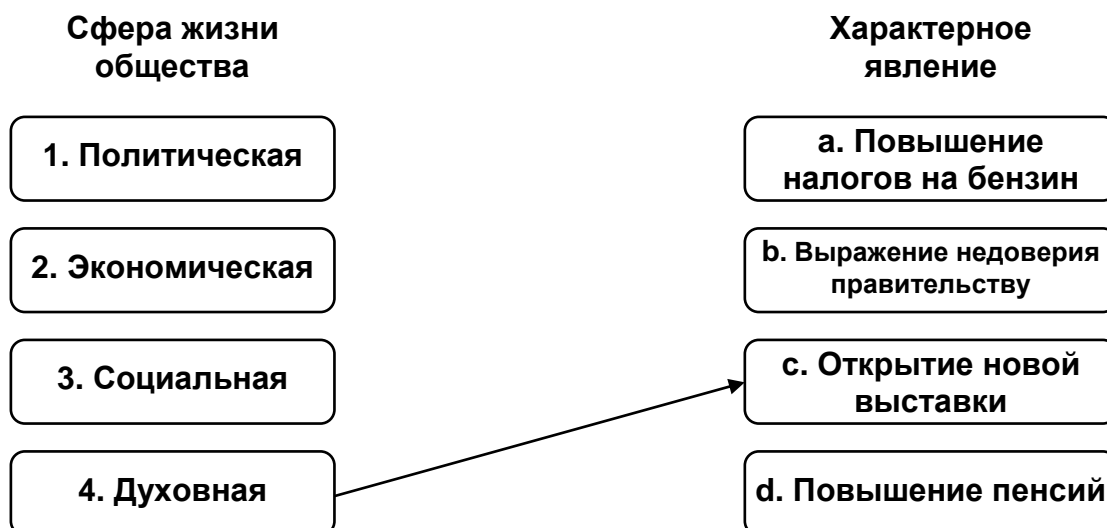 Сфера жизни
общества
Характерное
явление
1. Политическая
a. Повышение
налогов на бензин
2. Экономическая
b. Выражение недоверия
правительству
3. Социальная
c. Открытие новой
выставки
4. Духовная
d. Повышение пенсий